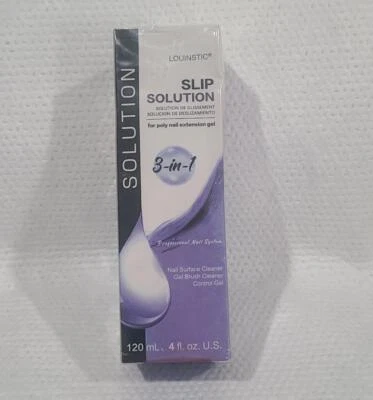 SOLUTION
LOUINSTIC®
SLIP
SOLUTION
SOLUTION DE GLISSEMENT
SOLUCIÓN DE DESLIZAMIENTO
for poly nail extension gel
3-in-1
Professional Nail System
Nail Surface Cleaner
Gel Brush Cleaner
Control Gel
120 mL、4 fl. oz. U.S.